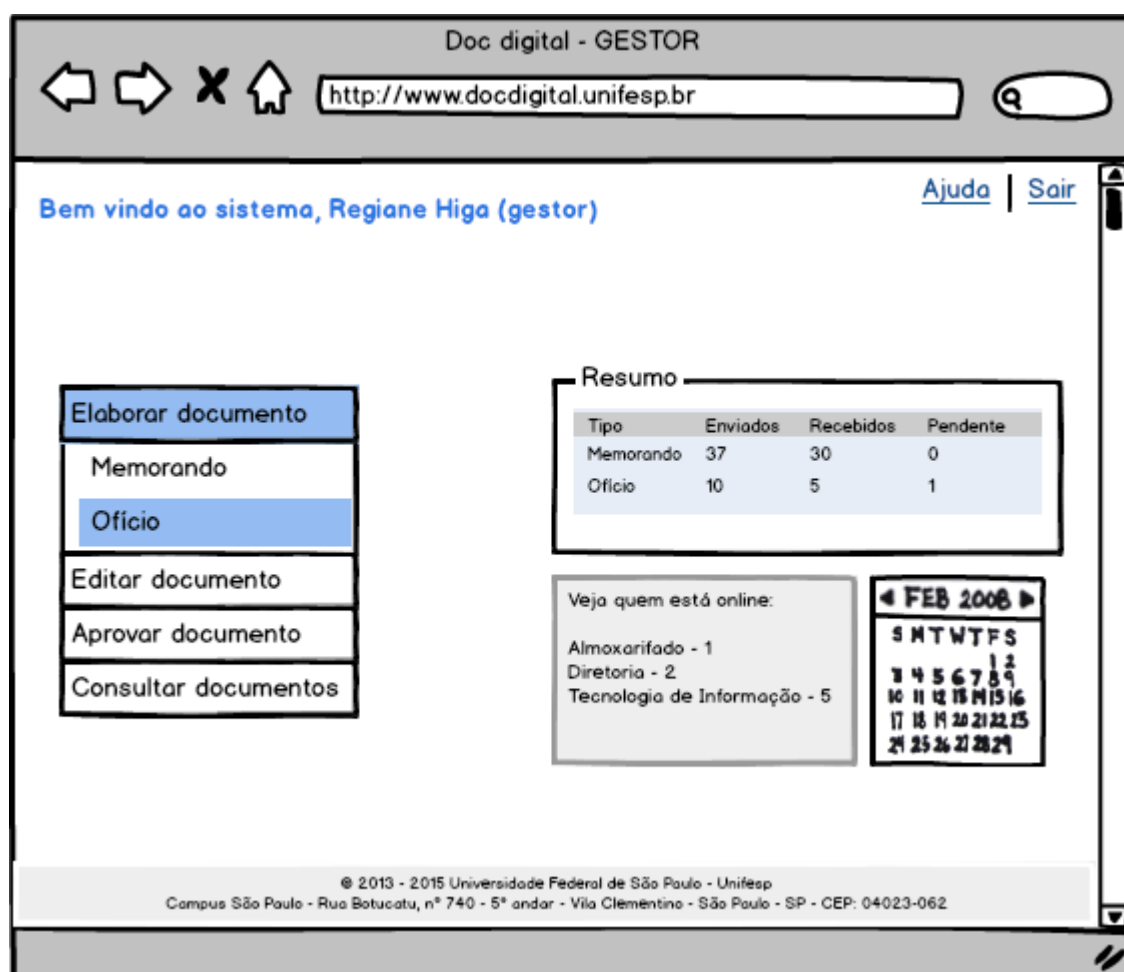 Doc digital - GESTOR
http://www.docdigital.unifesp.br
Ajuda | Sair
Bem vindo ao sistema, Regiane Higa (gestor)
Elaborar documento
Memorando
Ofício
Editar documento
Aprovar documento
Consultar documentos
Resumo
Tipo Enviados Recebidos Pendente
Memorando 37 30 0
Ofício 10 5 1
Veja quem está online:
Almoxarifado - 1
Diretoria - 2
Tecnologia de Informação - 5
FEB 2008
S M T W T F S
1 2
3 4 5 6 7 8 9
10 11 12 13 14 15 16
17 18 19 20 21 22 23
24 25 26 27 28 29
© 2013 - 2015 Universidade Federal de São Paulo - Unifesp
Campus São Paulo - Rua Botucatu, nº 740 - 5º andar - Vila Clementino - São Paulo - SP - CEP: 04023-062